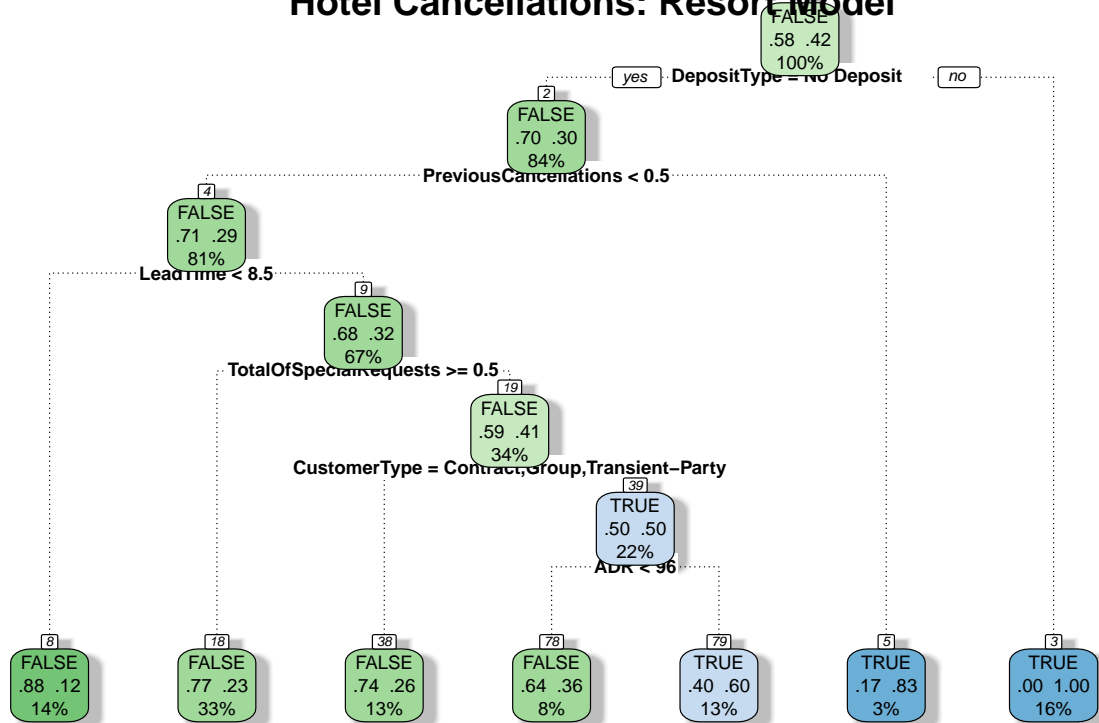 Hotel Cancellations: Resort Model
FALSE
.58 .42
100%
yes DepositType = No Deposit no
2
FALSE
.70 .30
84%
PreviousCancellations < 0.5
4
FALSE
.71 .29
81%
LeadTime < 8.5
9
FALSE
.68 .32
67%
TotalOfSpecialRequests >= 0.5
19
FALSE
.59 .41
34%
CustomerType = Contract,Group,Transient−Party
39
TRUE
.50 .50
22%
ADR < 96
8
FALSE
.88 .12
14%
18
FALSE
.77 .23
33%
38
FALSE
.74 .26
13%
78
FALSE
.64 .36
8%
79
TRUE
.40 .60
13%
5
TRUE
.17 .83
3%
3
TRUE
.00 1.00
16%